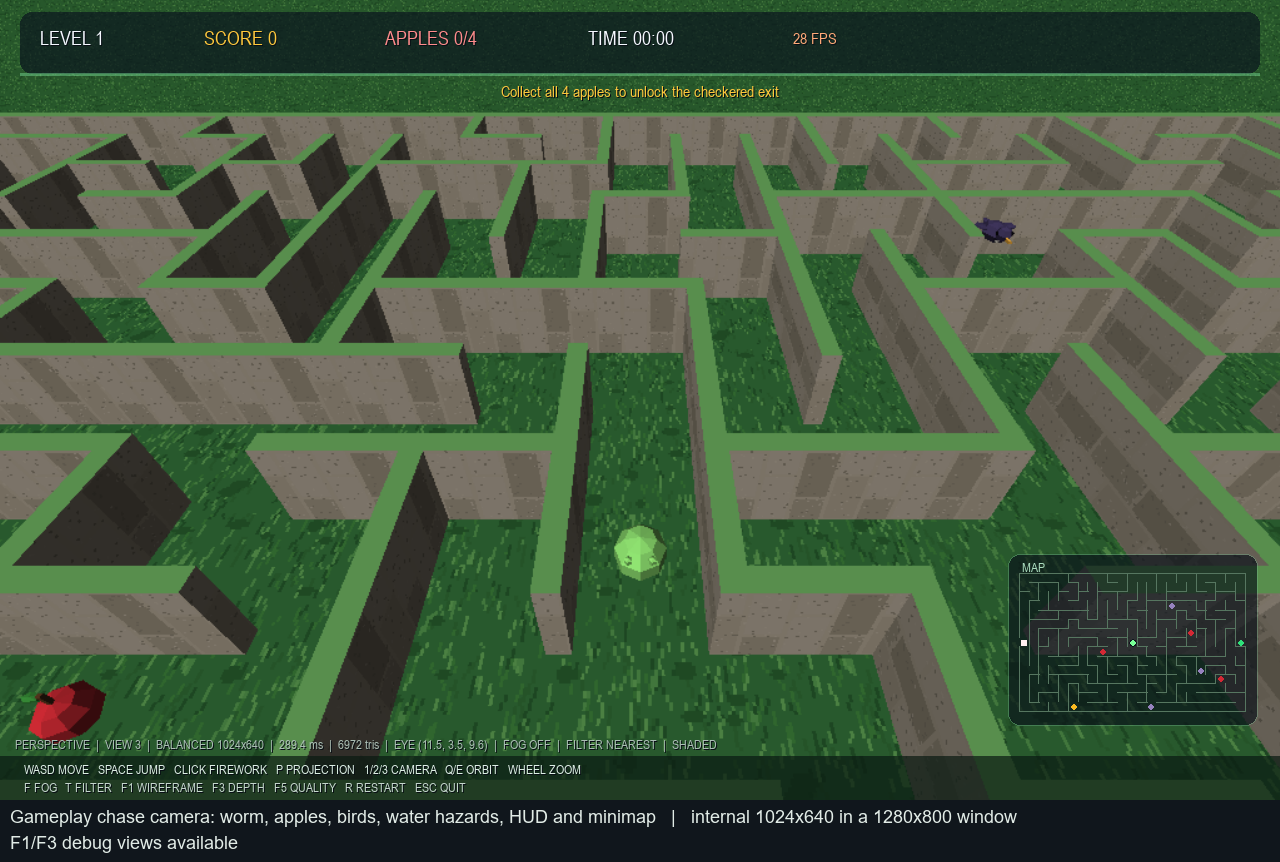 LEVEL 1 SCORE 0 APPLES 0/4 TIME 00:00 28 FPS
Collect all 4 apples to unlock the checkered exit
MAP
PERSPECTIVE | VIEW 3 | BALANCED 1024x640 | 289.4 ms | 6972 tris | EYE (11.5, 3.5, 9.6) | FOG OFF | FILTER NEAREST | SHADED
WASD MOVE SPACE JUMP CLICK FIREWORK P PROJECTION 1/2/3 CAMERA Q/E ORBIT WHEEL ZOOM
F FOG T FILTER F1 WIREFRAME F3 DEPTH F5 QUALITY R RESTART ESC QUIT
Gameplay chase camera: worm, apples, birds, water hazards, HUD and minimap | internal 1024x640 in a 1280x800 window
F1/F3 debug views available